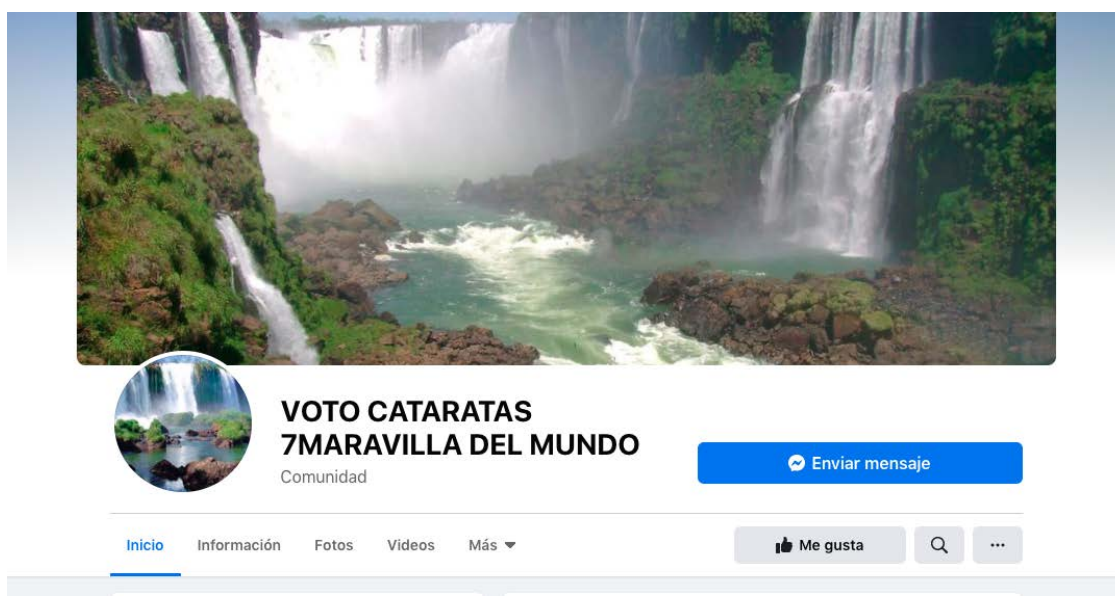 VOTO CATARATAS
7MARAVILLA DEL MUNDO
Comunidad
Enviar mensaje
Inicio Información Fotos Videos Más
Me gusta